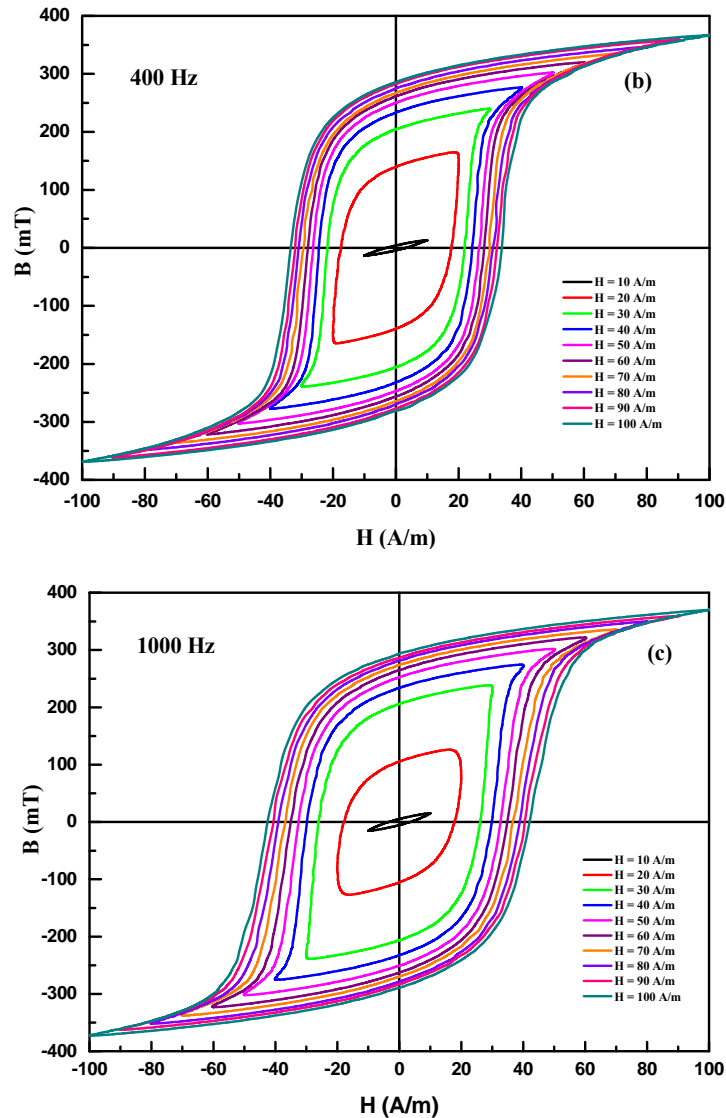 400
300
200
100
0
-100
-200
-300
-400
B (mT)
400 Hz
(b)
H = 10 A/m
H = 20 A/m
H = 30 A/m
H = 40 A/m
H = 50 A/m
H = 60 A/m
H = 70 A/m
H = 80 A/m
H = 90 A/m
H = 100 A/m
-100 -80 -60 -40 -20 0 20 40 60 80 100
H (A/m)
400
300
200
100
0
-100
-200
-300
-400
B (mT)
1000 Hz
(c)
H = 10 A/m
H = 20 A/m
H = 30 A/m
H = 40 A/m
H = 50 A/m
H = 60 A/m
H = 70 A/m
H = 80 A/m
H = 90 A/m
H = 100 A/m
-100 -80 -60 -40 -20 0 20 40 60 80 100
H (A/m)